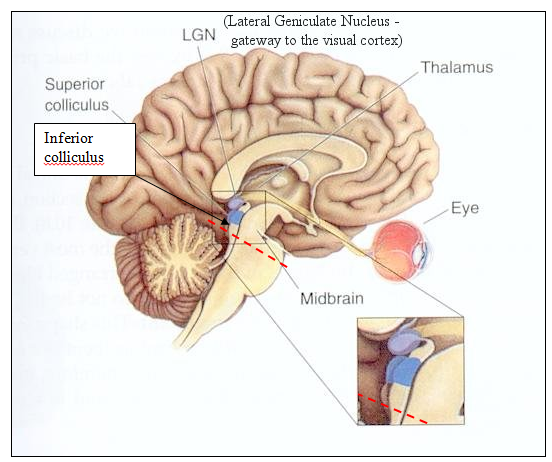 (Lateral Geniculate Nucleus -
LGN
gateway to the visual cortex)
Thalamus
Superior
colliculus
Inferior
colliculus
Eye
Midbrain